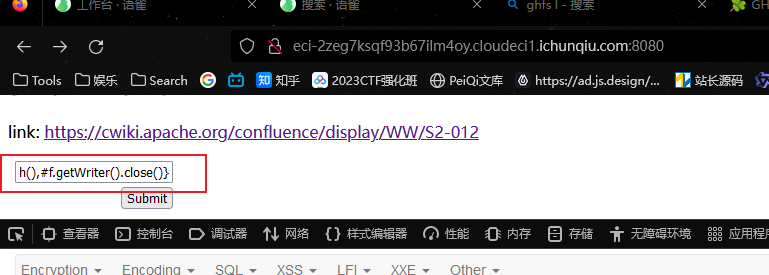 工作台 · 语雀 搜索 · 语雀 ghfs l - 搜索 GH
eci-2zeg7ksqf93b67ilm4oy.cloudeci1.ichunqiu.com:8080
Tools 娱乐 Search 知 知乎 2023CTF强化班 PeiQi文库 https://ad.js.design/... 站长源码
link: https://cwiki.apache.org/confluence/display/WW/S2-012
h(),#f.getWriter().close()}
Submit
查看器 控制台 调试器 网络 样式编辑器 性能 内存 存储 无障碍环境 应用程序
Encryption Encoding SQL XSS LFI XXE Other